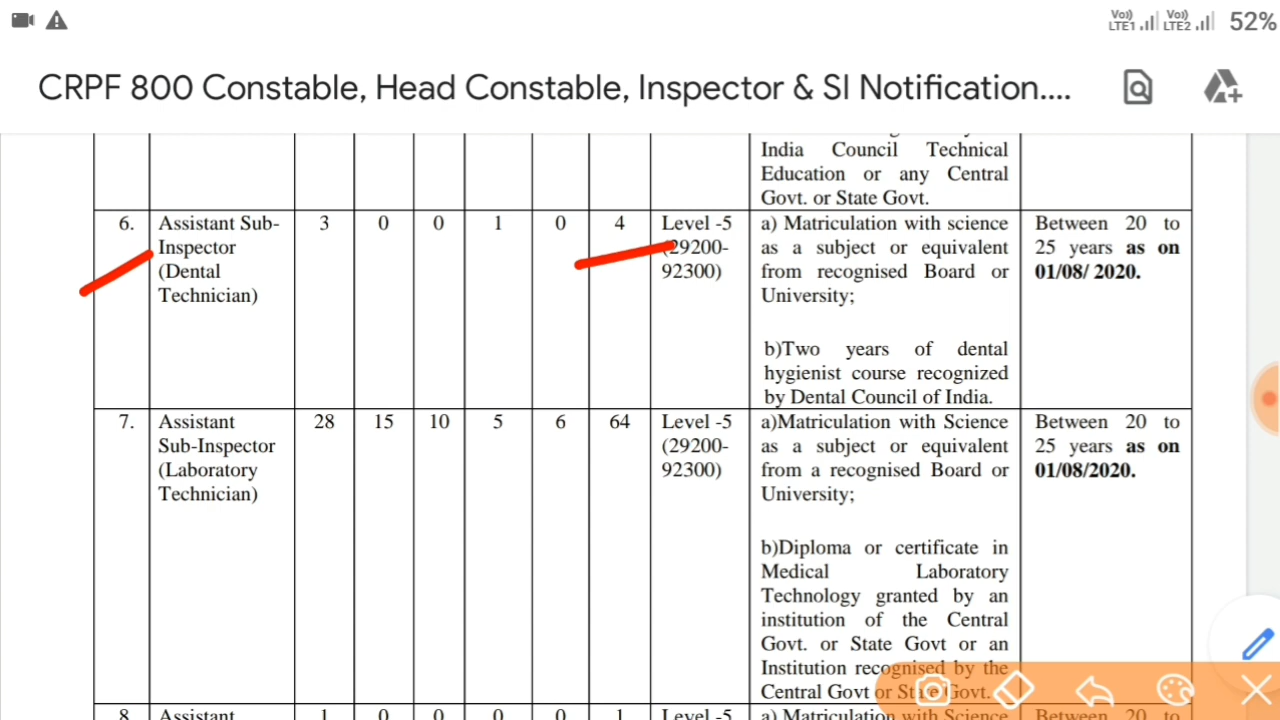 Vo)) LTE1 Vo)) LTE2 52%
CRPF 800 Constable, Head Constable, Inspector & SI Notification....
India Council Technical
Education or any Central
Govt. or State Govt.
6. Assistant Sub- 3 0 0 1 0 4 Level -5 a) Matriculation with science Between 20 to
Inspector (29200- as a subject or equivalent 25 years as on
(Dental 92300) from recognised Board or 01/08/ 2020.
Technician) University;
b)Two years of dental
hygienist course recognized
by Dental Council of India.
7. Assistant 28 15 10 5 6 64 Level -5 a)Matriculation with Science Between 20 to
Sub-Inspector (29200- as a subject or equivalent 25 years as on
(Laboratory 92300) from a recognised Board or 01/08/2020.
Technician) University;
b)Diploma or certificate in
Medical Laboratory
Technology granted by an
institution of the Central
Govt. or State Govt or an
Institution recognised by the
Central Govt or State Govt.
8. Assistant 1 0 0 0 0 1 Level -5 a) Matriculation with Science Between 20 to